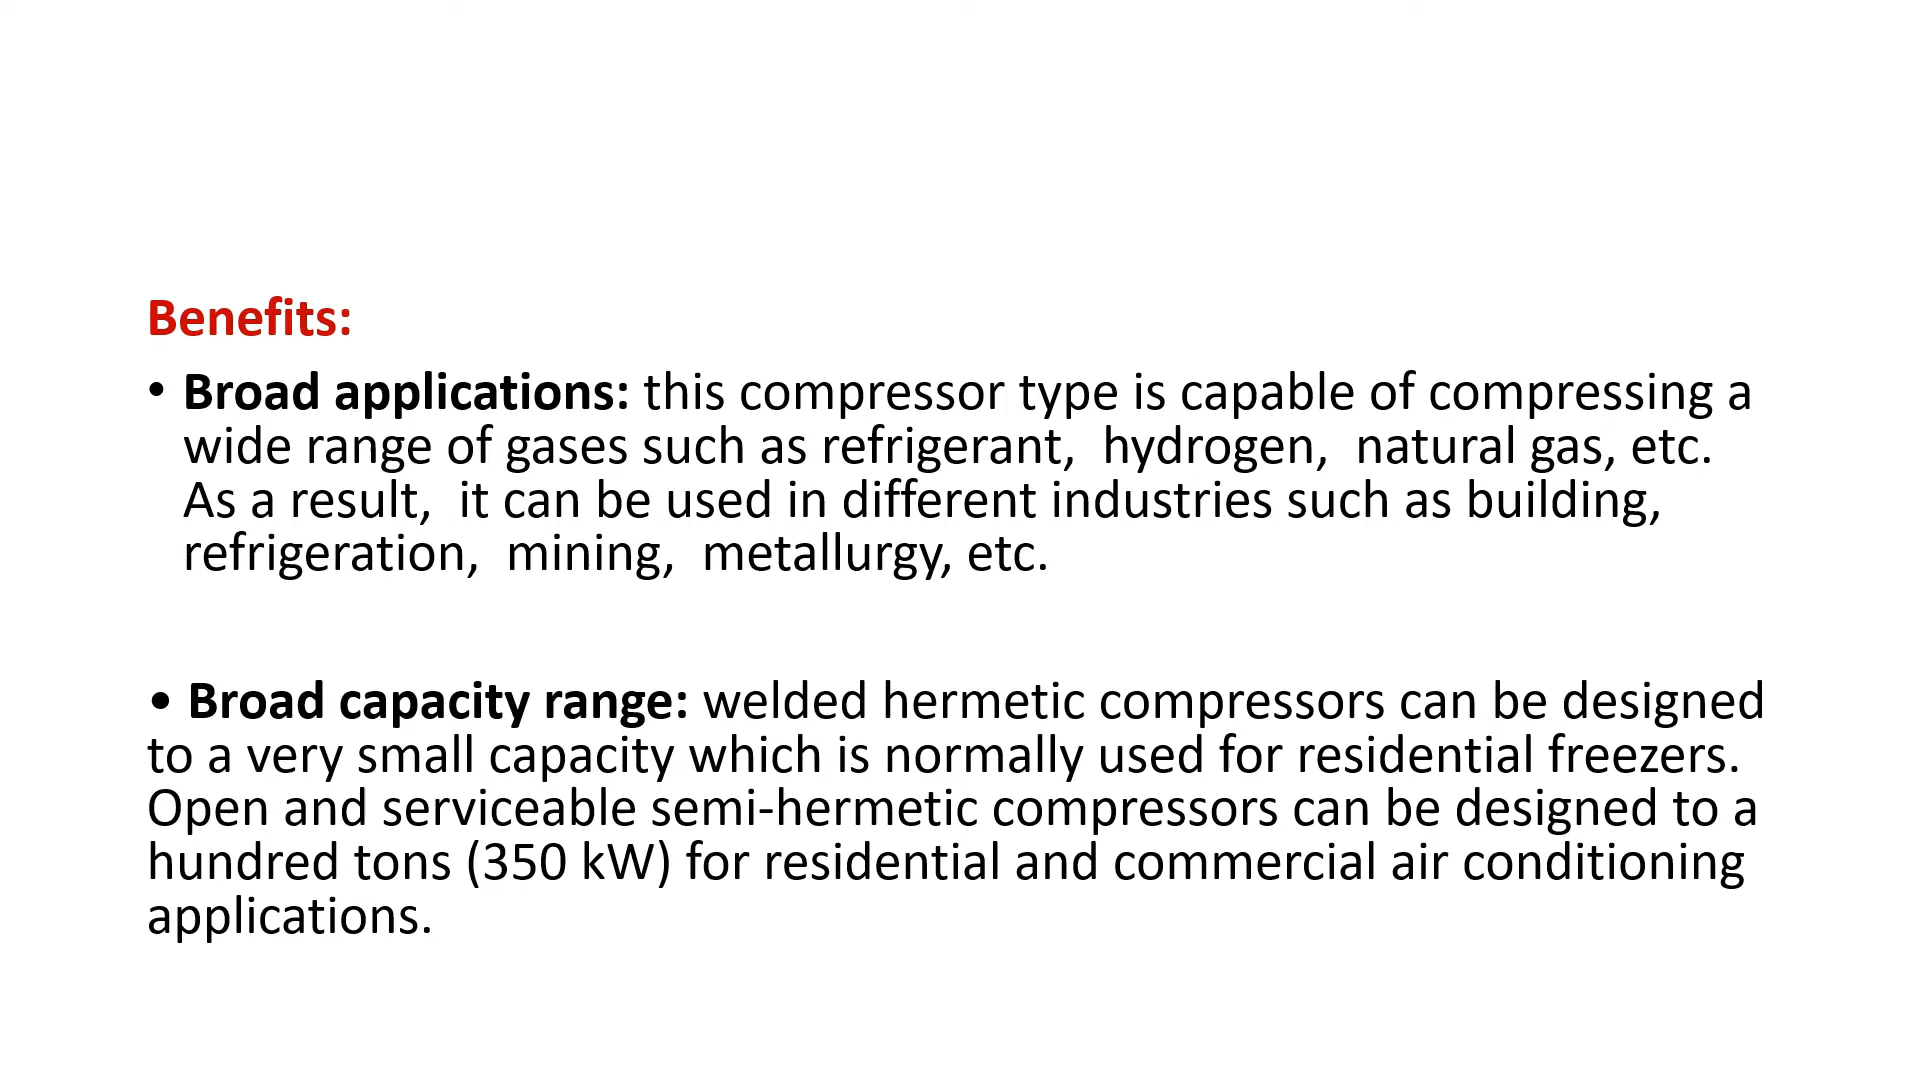 Benefits:
• Broad applications: this compressor type is capable of compressing a
wide range of gases such as refrigerant,  hydrogen,  natural gas, etc.
As a result,  it can be used in different industries such as building,
refrigeration,  mining,  metallurgy, etc.
• Broad capacity range: welded hermetic compressors can be designed
to a very small capacity which is normally used for residential freezers.
Open and serviceable semi-hermetic compressors can be designed to a
hundred tons (350 kW) for residential and commercial air conditioning
applications.